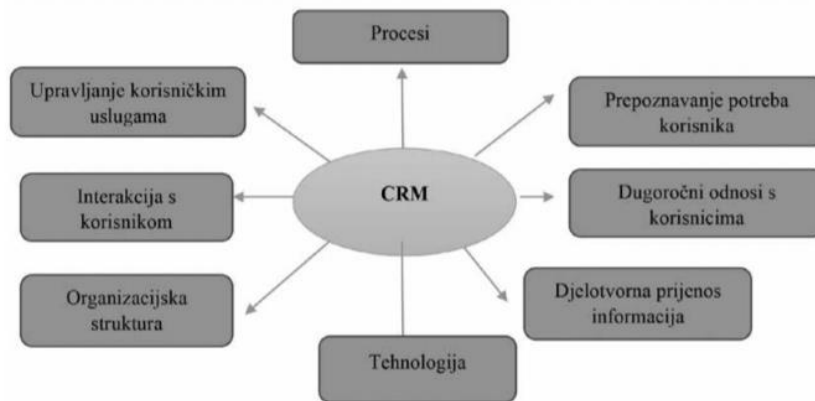 Procesi
Upravljanje korisničkim
uslugama
Prepoznavanje potreba
korisnika
CRM
Interakcija s
korisnikom
Dugoročni odnosi s
korisnicima
Organizacijska
struktura
Djelotvorna prijenos
informacija
Tehnologija